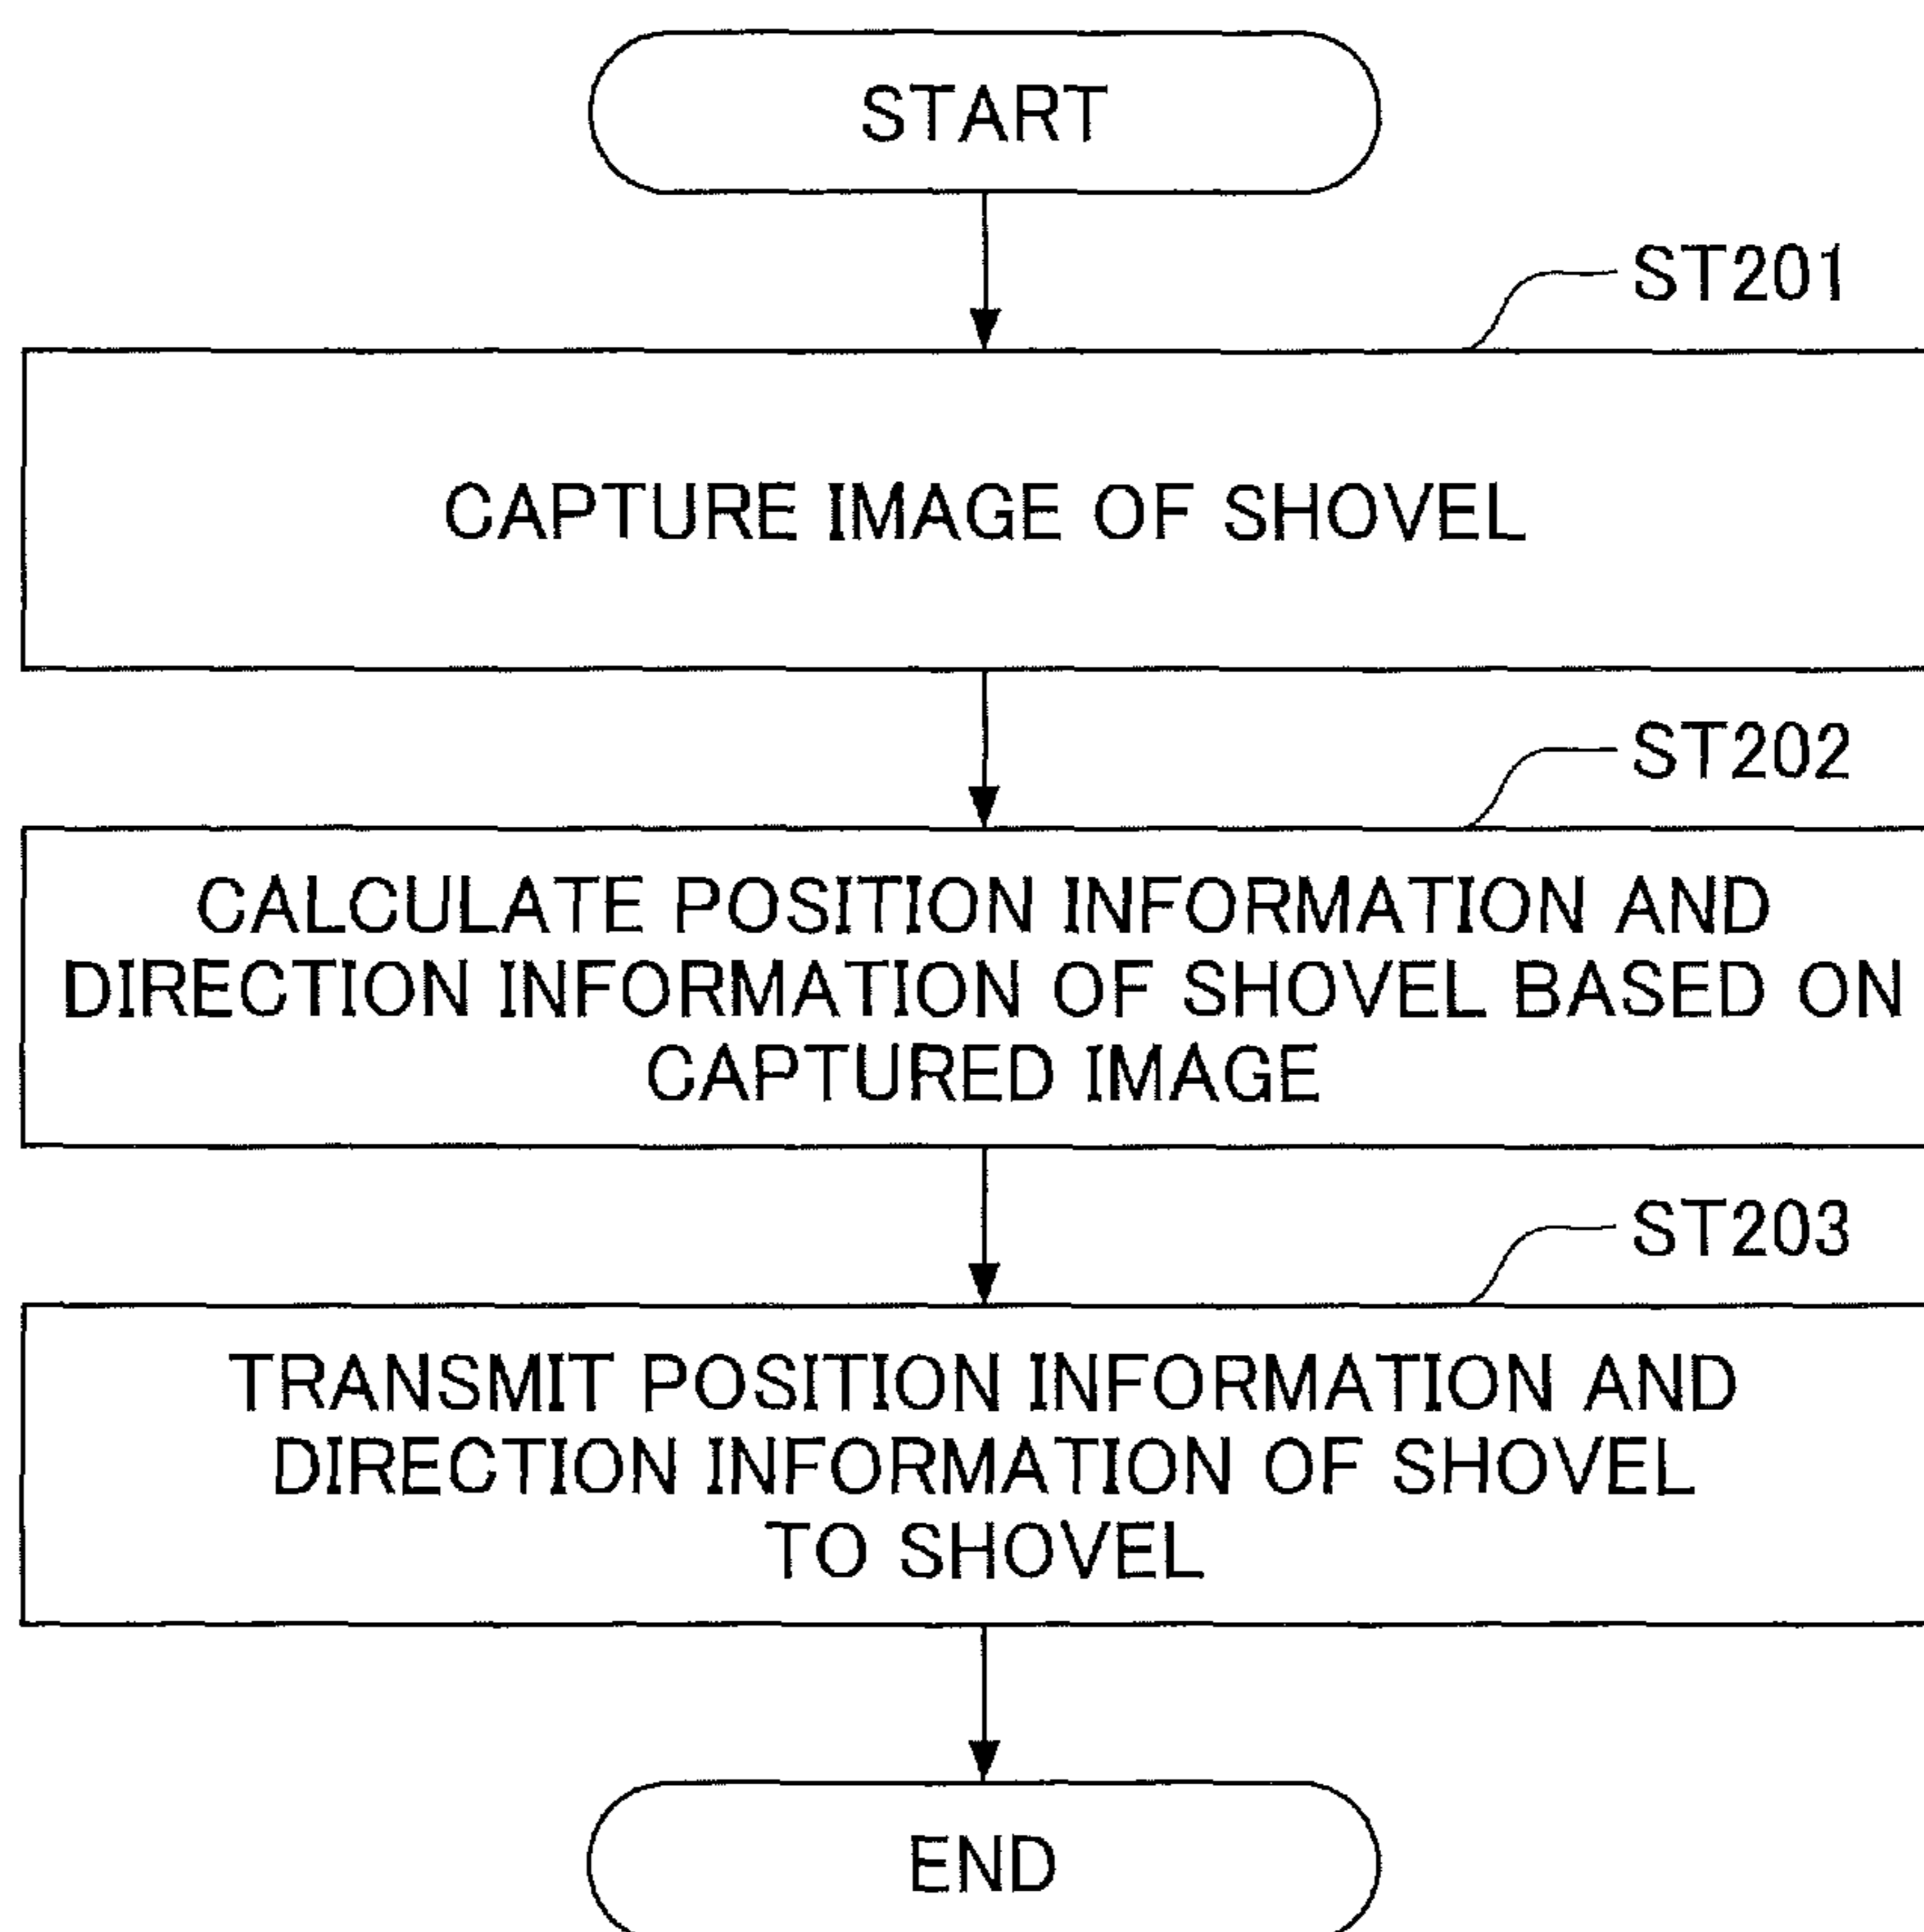 START
ST201
CAPTURE IMAGE OF SHOVEL
ST202
CALCULATE POSITION INFORMATION AND
DIRECTION INFORMATION OF SHOVEL BASED ON
CAPTURED IMAGE
ST203
TRANSMIT POSITION INFORMATION AND
DIRECTION INFORMATION OF SHOVEL
TO SHOVEL
END